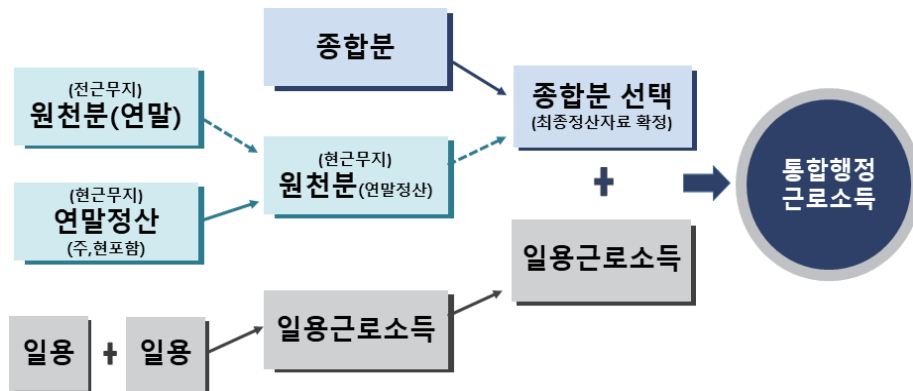 종합분
(전근무지)
원천분(연말)
종합분 선택
(최종정산자료 확정)
(현근무지)
원천분(연말정산)
(현근무지)
연말정산
(주,현포함)
+
통합행정
근로소득
일용근로소득
일용근로소득
일용 + 일용